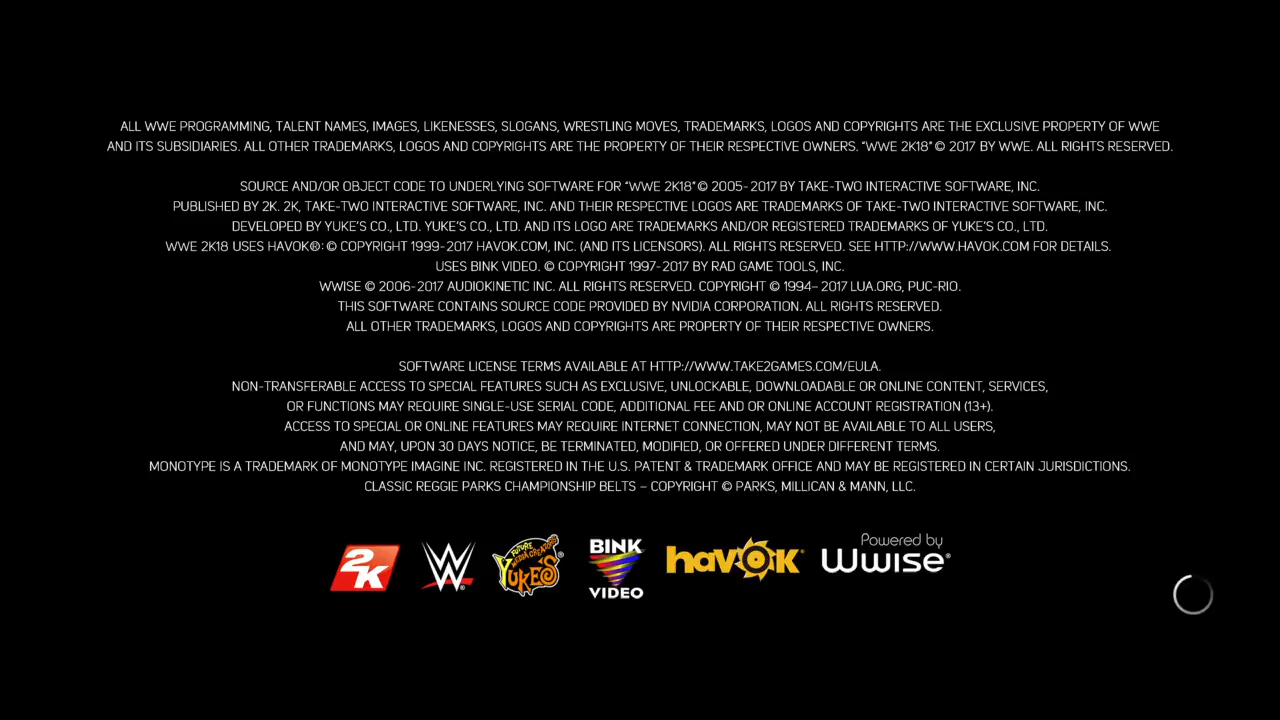 ALL WWE PROGRAMMING, TALENT NAMES, IMAGES, LIKENESSES, SLOGANS, WRESTLING MOVES, TRADEMARKS, LOGOS AND COPYRIGHTS ARE THE EXCLUSIVE PROPERTY OF WWE
AND ITS SUBSIDIARIES. ALL OTHER TRADEMARKS, LOGOS AND COPYRIGHTS ARE THE PROPERTY OF THEIR RESPECTIVE OWNERS. “WWE 2K18” © 2017 BY WWE. ALL RIGHTS RESERVED.
SOURCE AND/OR OBJECT CODE TO UNDERLYING SOFTWARE FOR “WWE 2K18” © 2005-2017 BY TAKE-TWO INTERACTIVE SOFTWARE, INC.
PUBLISHED BY 2K. 2K, TAKE-TWO INTERACTIVE SOFTWARE, INC. AND THEIR RESPECTIVE LOGOS ARE TRADEMARKS OF TAKE-TWO INTERACTIVE SOFTWARE, INC.
DEVELOPED BY YUKE'S CO., LTD. YUKE'S CO., LTD. AND ITS LOGO ARE TRADEMARKS AND/OR REGISTERED TRADEMARKS OF YUKE'S CO., LTD.
WWE 2K18 USES HAVOK®: © COPYRIGHT 1999-2017 HAVOK.COM, INC. (AND ITS LICENSORS). ALL RIGHTS RESERVED. SEE HTTP://WWW.HAVOK.COM FOR DETAILS.
USES BINK VIDEO. © COPYRIGHT 1997-2017 BY RAD GAME TOOLS, INC.
WWISE © 2006-2017 AUDIOKINETIC INC. ALL RIGHTS RESERVED. COPYRIGHT © 1994– 2017 LUA.ORG, PUC-RIO.
THIS SOFTWARE CONTAINS SOURCE CODE PROVIDED BY NVIDIA CORPORATION. ALL RIGHTS RESERVED.
ALL OTHER TRADEMARKS, LOGOS AND COPYRIGHTS ARE PROPERTY OF THEIR RESPECTIVE OWNERS.
SOFTWARE LICENSE TERMS AVAILABLE AT HTTP://WWW.TAKE2GAMES.COM/EULA.
NON-TRANSFERABLE ACCESS TO SPECIAL FEATURES SUCH AS EXCLUSIVE, UNLOCKABLE, DOWNLOADABLE OR ONLINE CONTENT, SERVICES,
OR FUNCTIONS MAY REQUIRE SINGLE-USE SERIAL CODE, ADDITIONAL FEE AND OR ONLINE ACCOUNT REGISTRATION (13+).
ACCESS TO SPECIAL OR ONLINE FEATURES MAY REQUIRE INTERNET CONNECTION, MAY NOT BE AVAILABLE TO ALL USERS,
AND MAY, UPON 30 DAYS NOTICE, BE TERMINATED, MODIFIED, OR OFFERED UNDER DIFFERENT TERMS.
MONOTYPE IS A TRADEMARK OF MONOTYPE IMAGINE INC. REGISTERED IN THE U.S. PATENT & TRADEMARK OFFICE AND MAY BE REGISTERED IN CERTAIN JURISDICTIONS.
CLASSIC REGGIE PARKS CHAMPIONSHIP BELTS – COPYRIGHT © PARKS, MILLICAN & MANN, LLC.
2K
W
FUTURE MEDIA CREATORS YUKE'S
BINK VIDEO
havOK
Powered by
Wwise